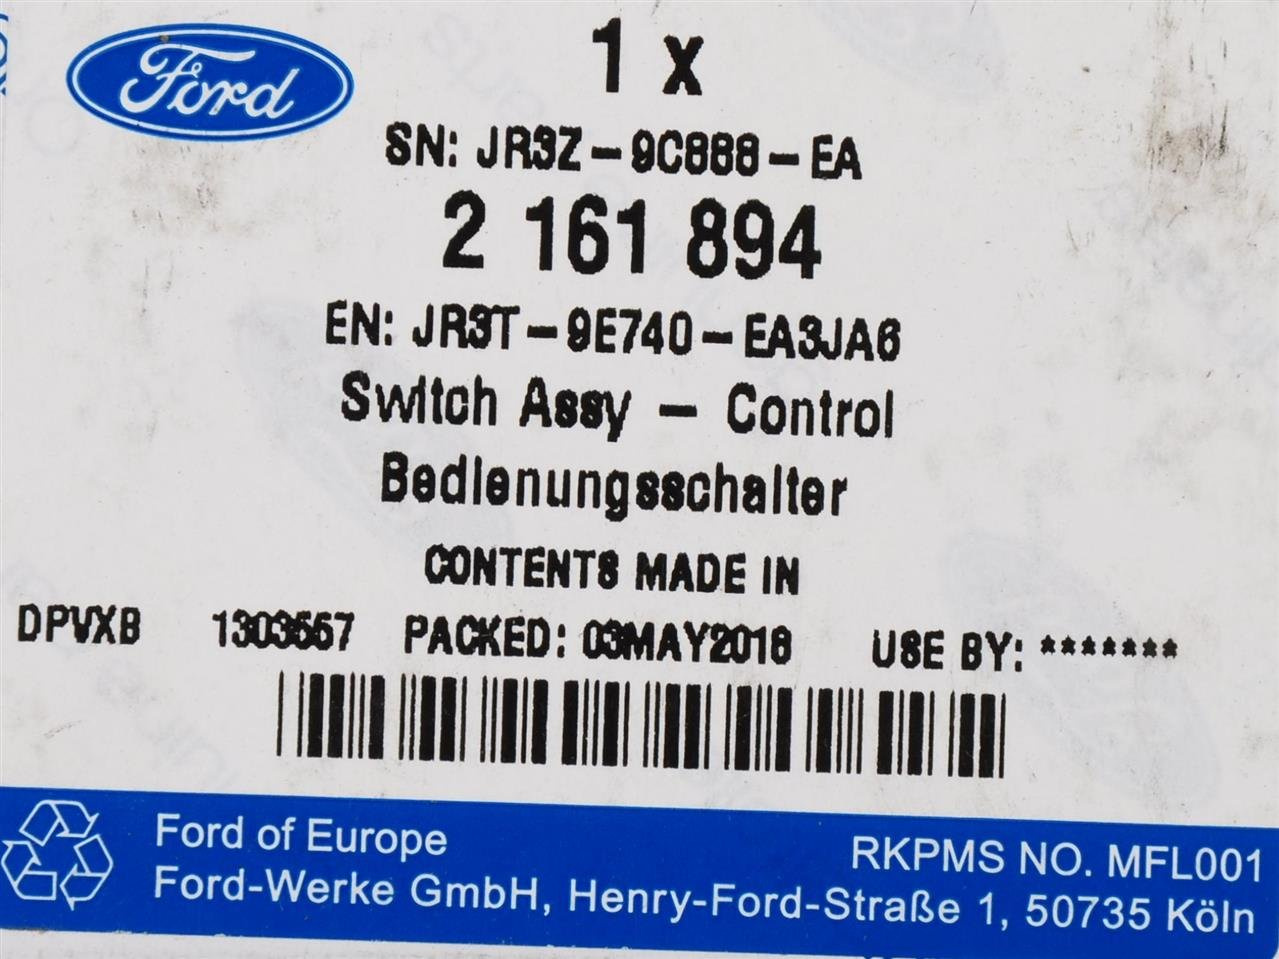 Ford
1 x
SN: JR3Z-9C888-EA
2 161 894
EN: JR3T-9E740-EA3JA6
Switch Assy - Control
Bedienungsschalter
CONTENTS MADE IN
DPVXB 1303557 PACKED: 03MAY2018 USE BY: *******
Ford of Europe
RKPMS NO. MFL001
Ford-Werke GmbH, Henry-Ford-Straße 1, 50735 Köln